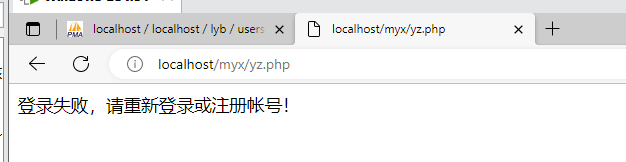 PMA
localhost / localhost / lyb / users
localhost/myx/yz.php
localhost/myx/yz.php
登录失败，请重新登录或注册帐号！